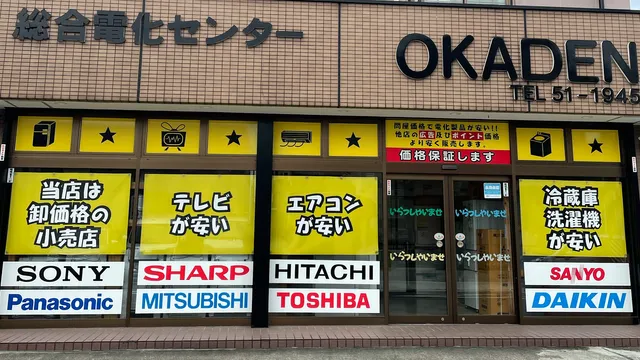 総合電化センター
OKADEN
TEL 51-1945
問屋価格で電化製品が安い!!
他店の広告及びポイント価格
より安く販売します。
価格保証します
当店は
卸価格の
小売店
テレビ
が安い
エアコン
が安い
いらっしゃいませ
いらっしゃいませ
いらっしゃいませ
いらっしゃいませ
冷蔵庫
洗濯機
が安い
SONY
Panasonic
SHARP
MITSUBISHI
HITACHI
TOSHIBA
SANYO
DAIKIN